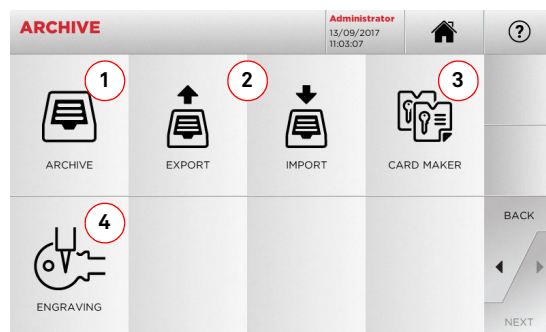 ARCHIVE
Administrator
13/09/2017
11:03:07
?
1
2
3
ARCHIVE
EXPORT
IMPORT
CARD MAKER
4
BACK
ENGRAVING
NEXT